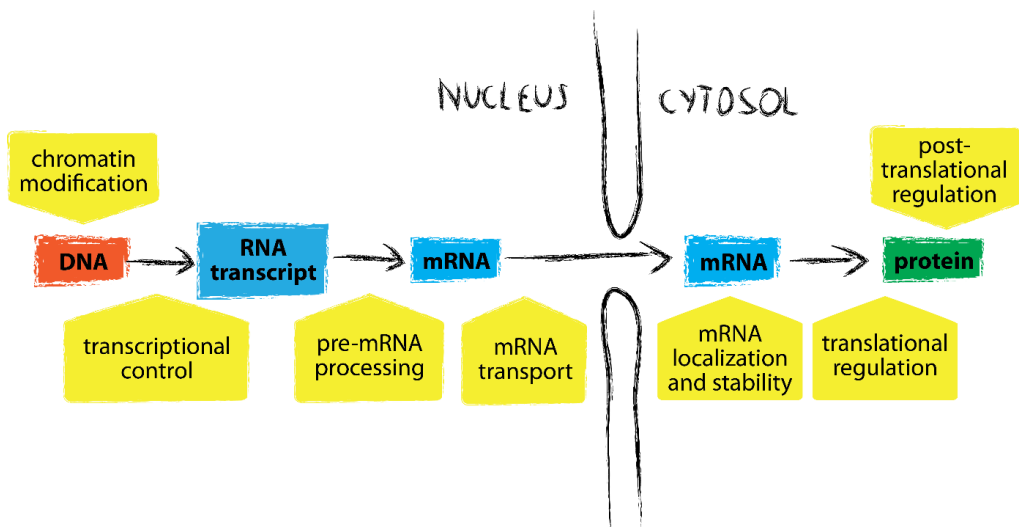 NUCLEUS
CYTOSOL
chromatin
modification
post-
translational
regulation
DNA
RNA
transcript
mRNA
mRNA
protein
transcriptional
control
pre-mRNA
processing
mRNA
transport
mRNA
localization
and stability
translational
regulation